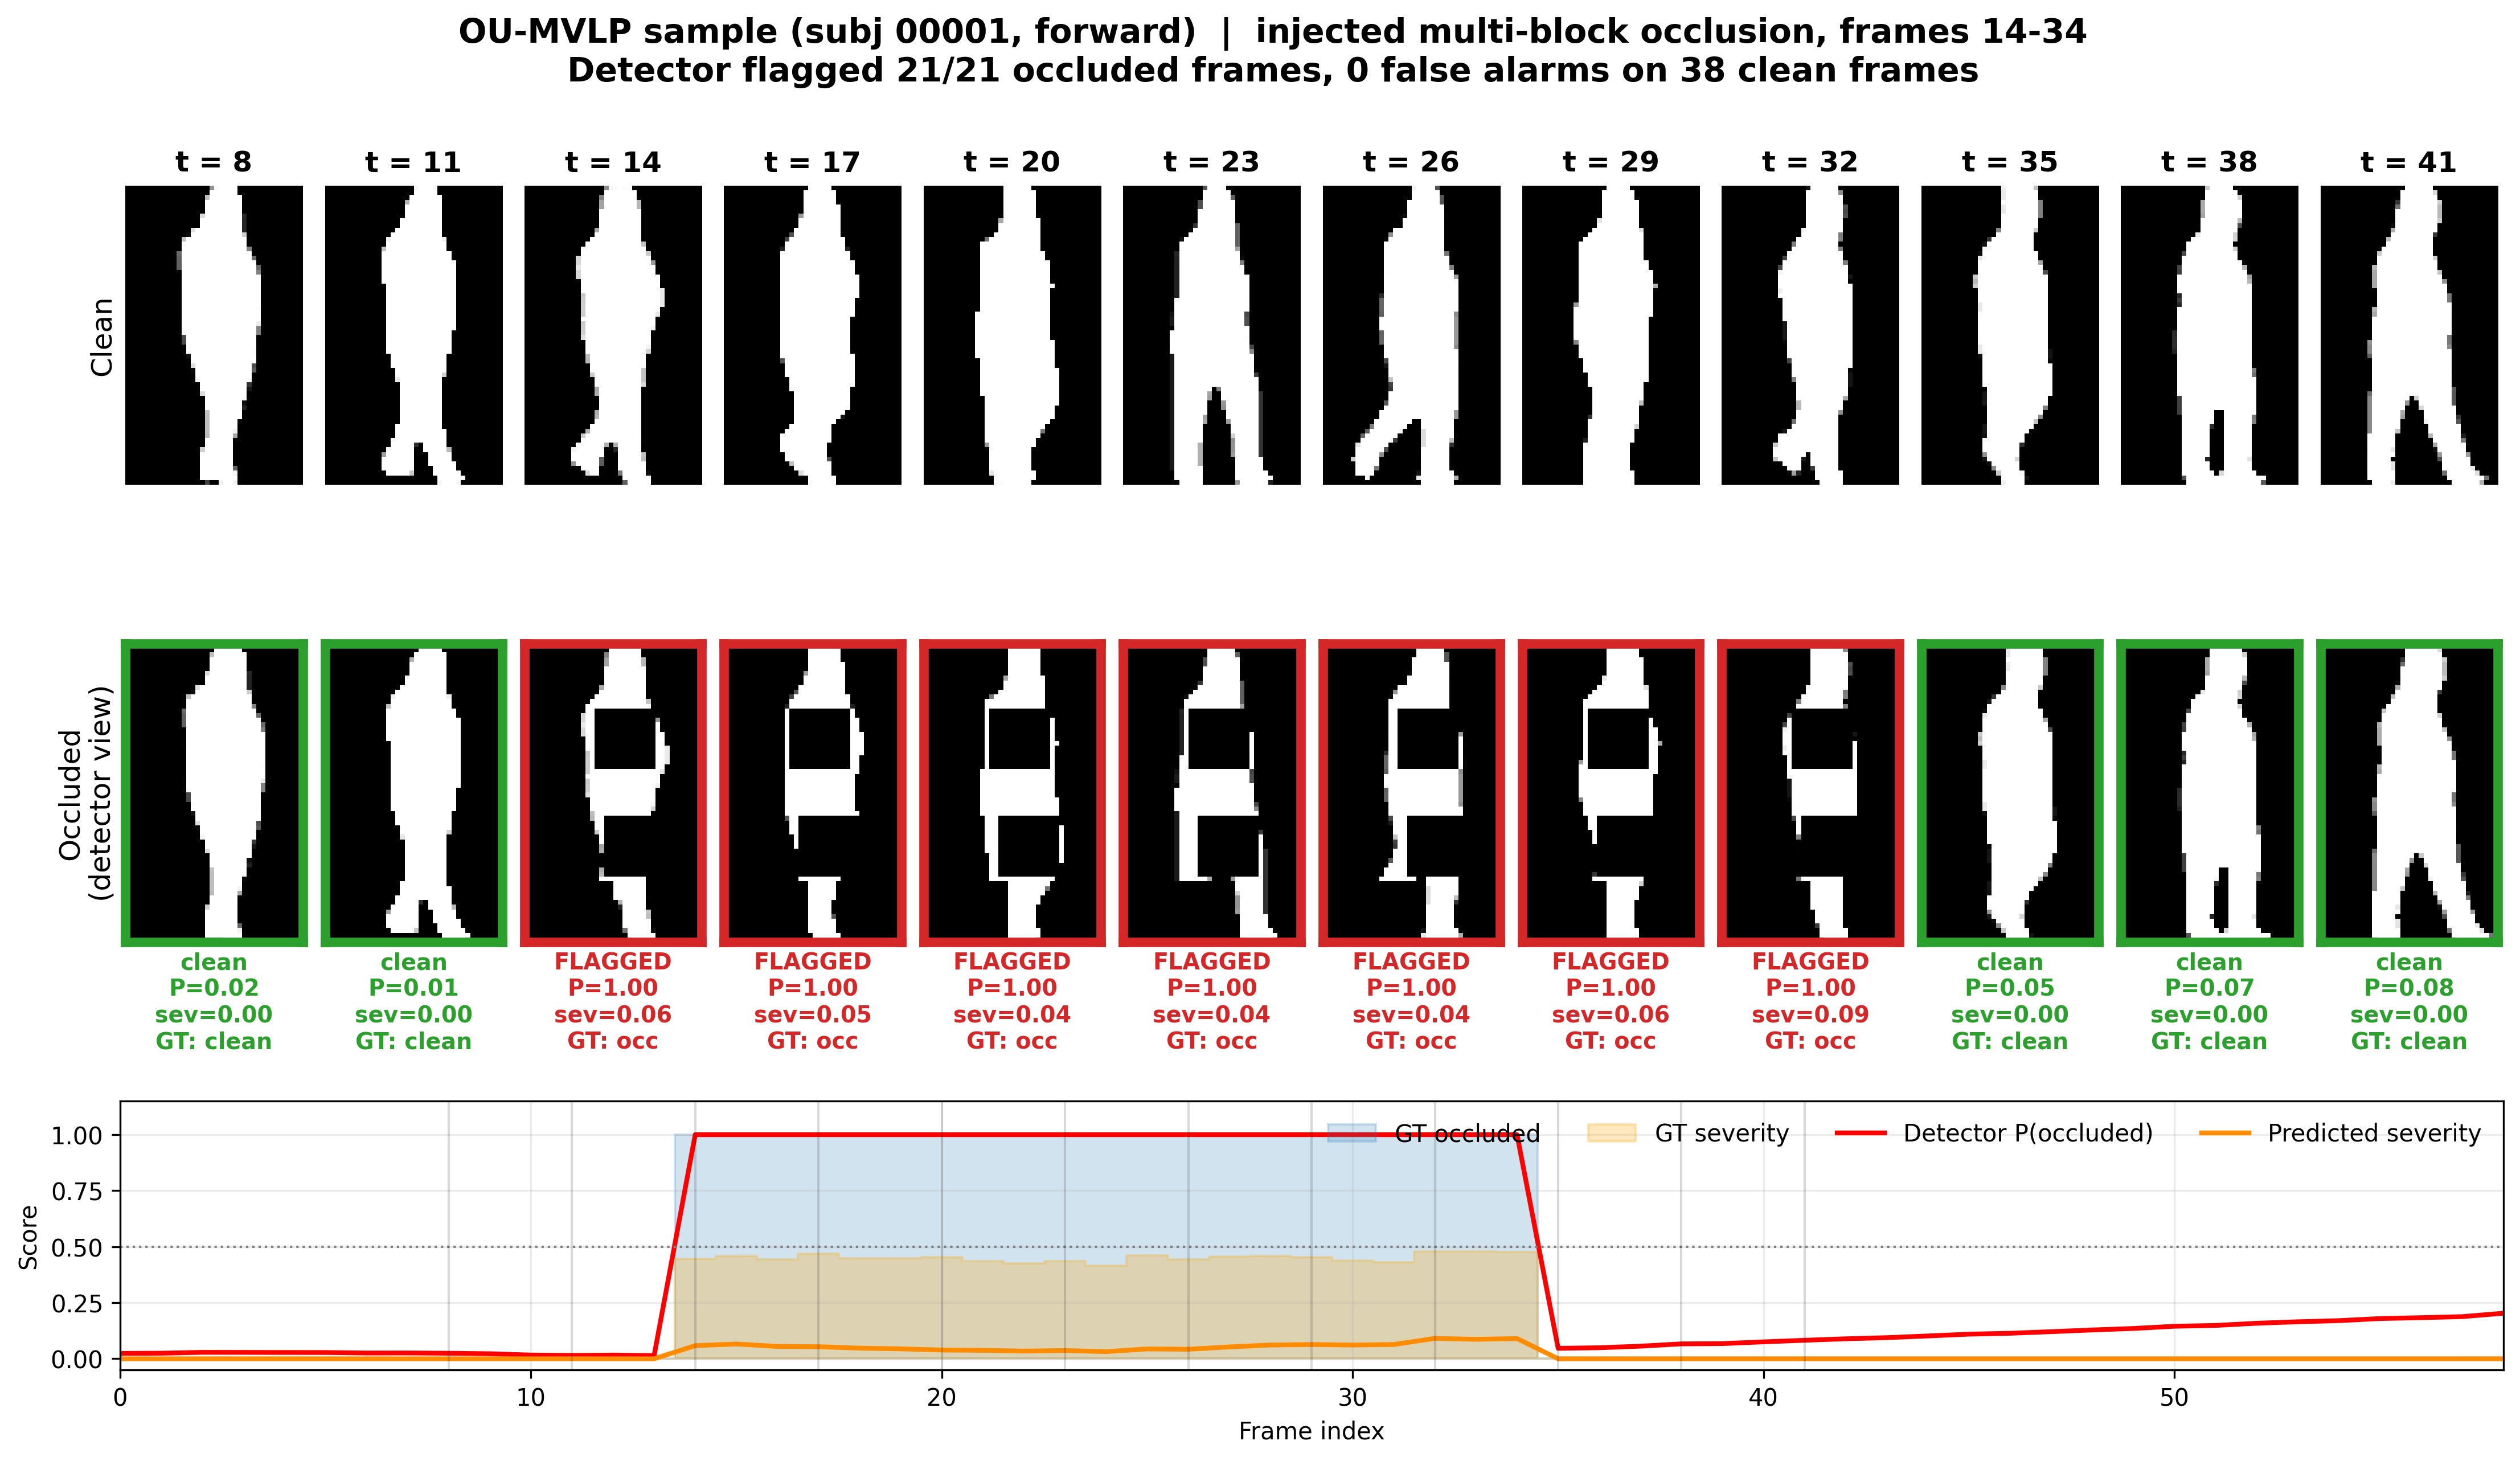 OU-MVLP sample (subj 00001, forward) | injected multi-block occlusion, frames 14-34
Detector flagged 21/21 occluded frames, 0 false alarms on 38 clean frames
t = 8 t = 11 t = 14 t = 17 t = 20 t = 23 t = 26 t = 29 t = 32 t = 35 t = 38 t = 41
Clean
Occluded
(detector view)
clean clean FLAGGED FLAGGED FLAGGED FLAGGED FLAGGED FLAGGED FLAGGED clean clean clean
P=0.02 P=0.01 P=1.00 P=1.00 P=1.00 P=1.00 P=1.00 P=1.00 P=1.00 P=0.05 P=0.07 P=0.08
sev=0.00 sev=0.00 sev=0.06 sev=0.05 sev=0.04 sev=0.04 sev=0.04 sev=0.06 sev=0.09 sev=0.00 sev=0.00 sev=0.00
GT: clean GT: clean GT: occ GT: occ GT: occ GT: occ GT: occ GT: occ GT: occ GT: clean GT: clean GT: clean
GT occluded GT severity Detector P(occluded) Predicted severity
Score
1.00
0.75
0.50
0.25
0.00
0 10 20 30 40 50
Frame index